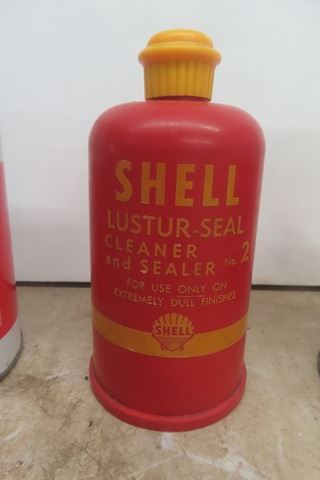 SHELL
LUSTUR-SEAL
CLEANER
and SEALER No. 2
FOR USE ONLY ON
EXTREMELY DULL FINISHES
SHELL